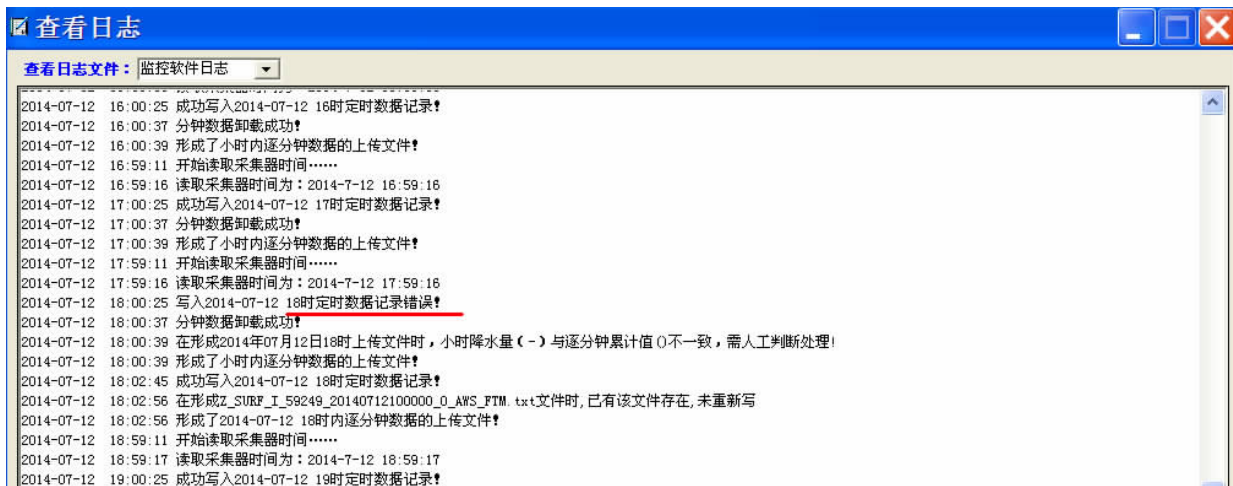 查看日志
查看日志文件：监控软件日志
2014-07-12 16:00:25 成功写入2014-07-12 16时定时数据记录!
2014-07-12 16:00:37 分钟数据卸载成功!
2014-07-12 16:00:39 形成了小时内逐分钟数据的上传文件!
2014-07-12 16:59:11 开始读取采集器时间……
2014-07-12 16:59:16 读取采集器时间为：2014-7-12 16:59:16
2014-07-12 17:00:25 成功写入2014-07-12 17时定时数据记录!
2014-07-12 17:00:37 分钟数据卸载成功!
2014-07-12 17:00:39 形成了小时内逐分钟数据的上传文件!
2014-07-12 17:59:11 开始读取采集器时间……
2014-07-12 17:59:16 读取采集器时间为：2014-7-12 17:59:16
2014-07-12 18:00:25 写入2014-07-12 18时定时数据记录错误!
2014-07-12 18:00:37 分钟数据卸载成功!
2014-07-12 18:00:39 在形成2014年07月12日18时上传文件时，小时降水量(-)与逐分钟累计值()不一致，需人工判断处理!
2014-07-12 18:00:39 形成了小时内逐分钟数据的上传文件!
2014-07-12 18:02:45 成功写入2014-07-12 18时定时数据记录!
2014-07-12 18:02:56 在形成Z_SURF_I_59249_20140712100000_O_AWS_FTM.txt文件时,已有该文件存在,未重新写
2014-07-12 18:02:56 形成了2014-07-12 18时内逐分钟数据的上传文件!
2014-07-12 18:59:11 开始读取采集器时间……
2014-07-12 18:59:17 读取采集器时间为：2014-7-12 18:59:17
2014-07-12 19:00:25 成功写入2014-07-12 19时定时数据记录!